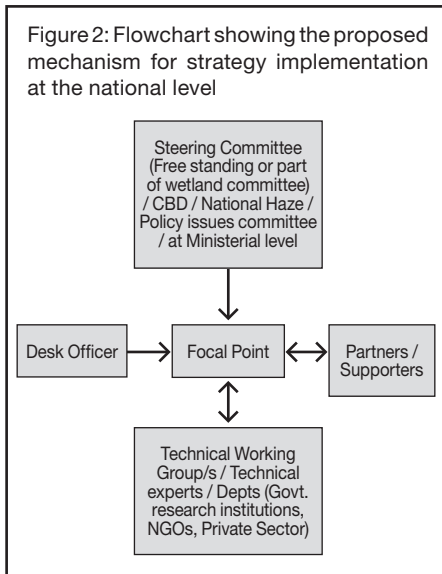 Figure 2: Flowchart showing the proposed
mechanism for strategy implementation
at the national level
Steering Committee
(Free standing or part
of wetland committee)
/ CBD / National Haze /
Policy issues committee
/ at Ministerial level
Desk Officer
Focal Point
Partners /
Supporters
Technical Working
Group/s / Technical
experts / Depts (Govt.
research institutions,
NGOs, Private Sector)